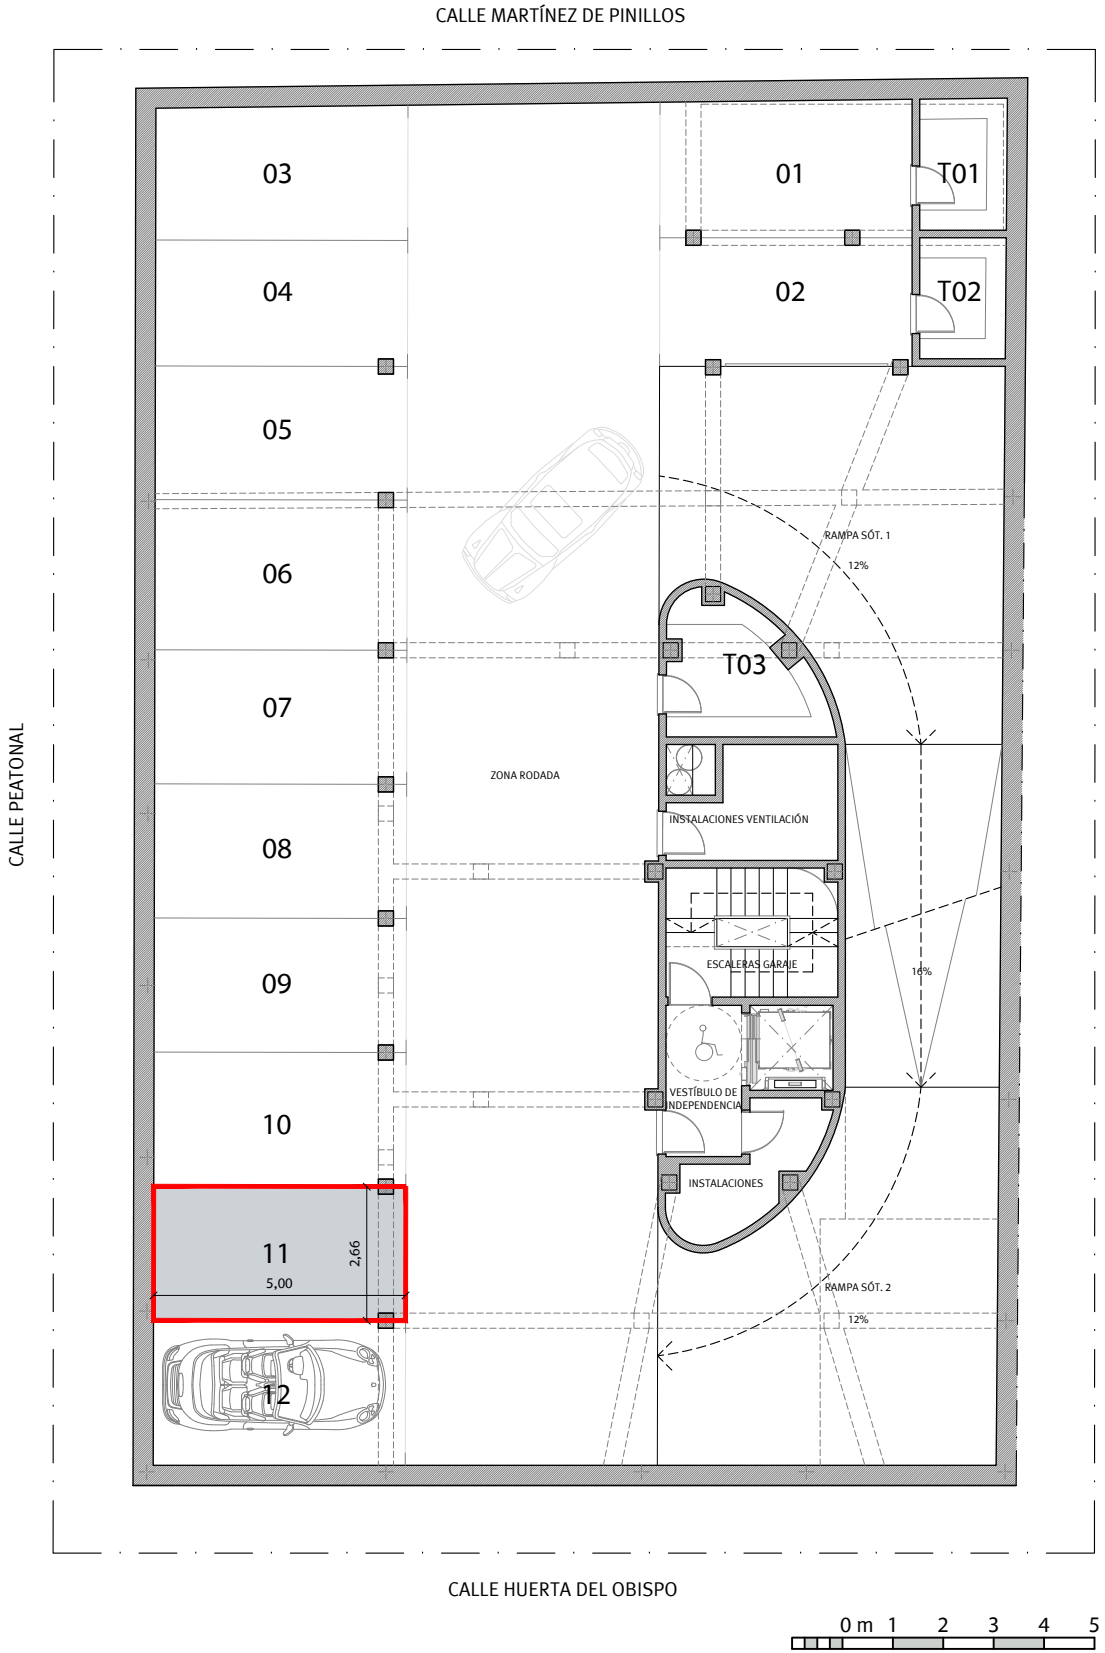 CALLE MARTÍNEZ DE PINILLOS
03
01
T01
04
02
T02
05
RAMPA SÓT. 1
12%
06
T03
07
CALLE PEATONAL
ZONA RODADA
INSTALACIONES VENTILACIÓN
08
ESCALERAS GARAJE
16%
09
VESTÍBULO DE
INDEPENDENCIA
10
INSTALACIONES
11
2,66
5,00
RAMPA SÓT. 2
12%
12
CALLE HUERTA DEL OBISPO
0 m 1 2 3 4 5